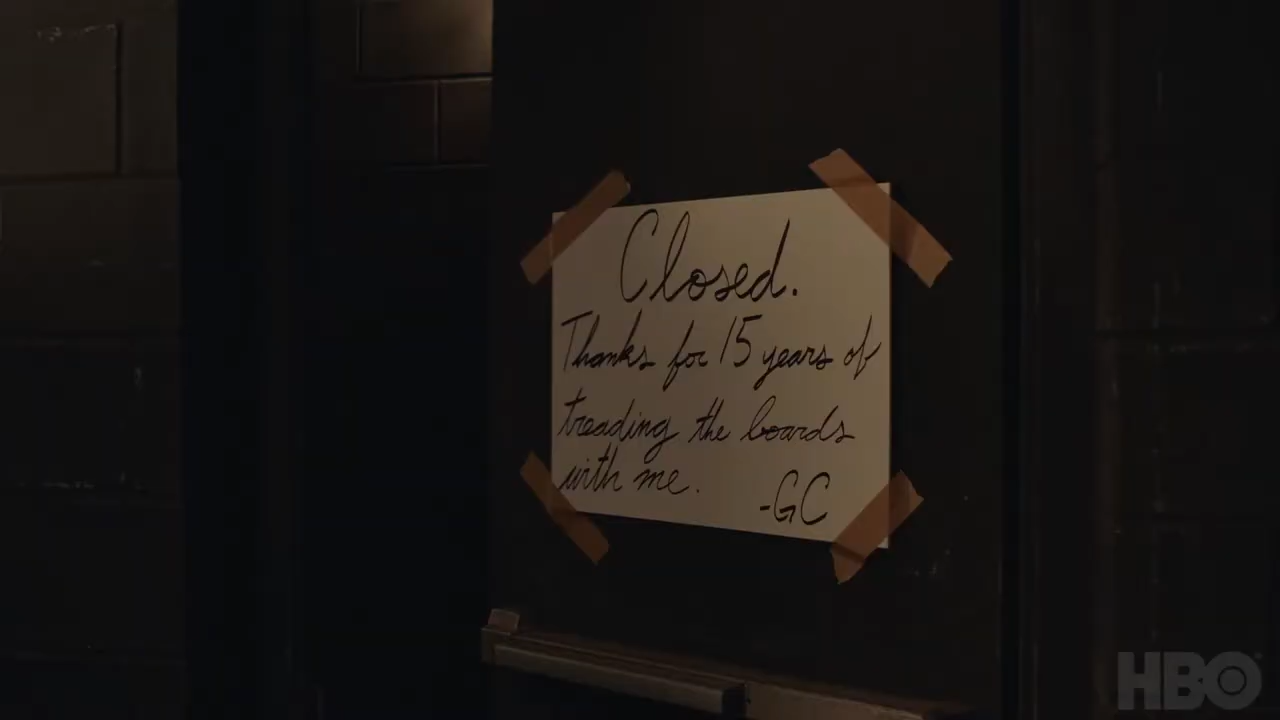 Closed.
Thanks for 15 years of
treading the boards
with me.
-GC
HBO